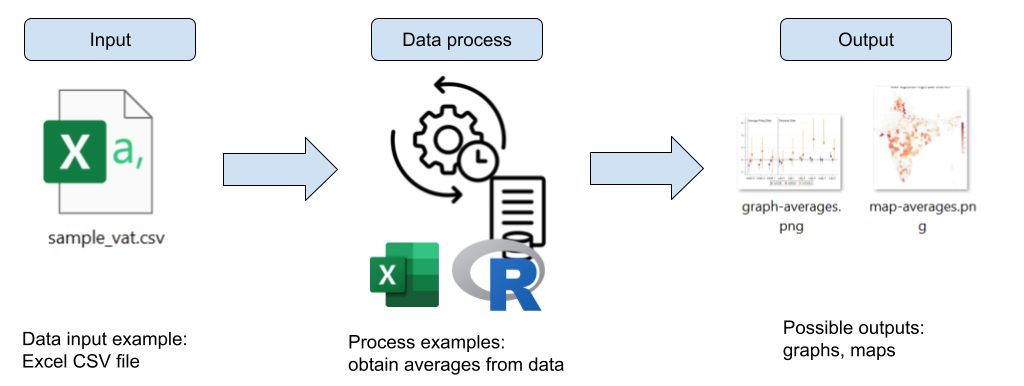 Input
Data process
Output
X
a,
sample_vat.csv
X
R
graph-averages.
png
map-averages.pn
g
Data input example:
Excel CSV file
Process examples:
obtain averages from data
Possible outputs:
graphs, maps